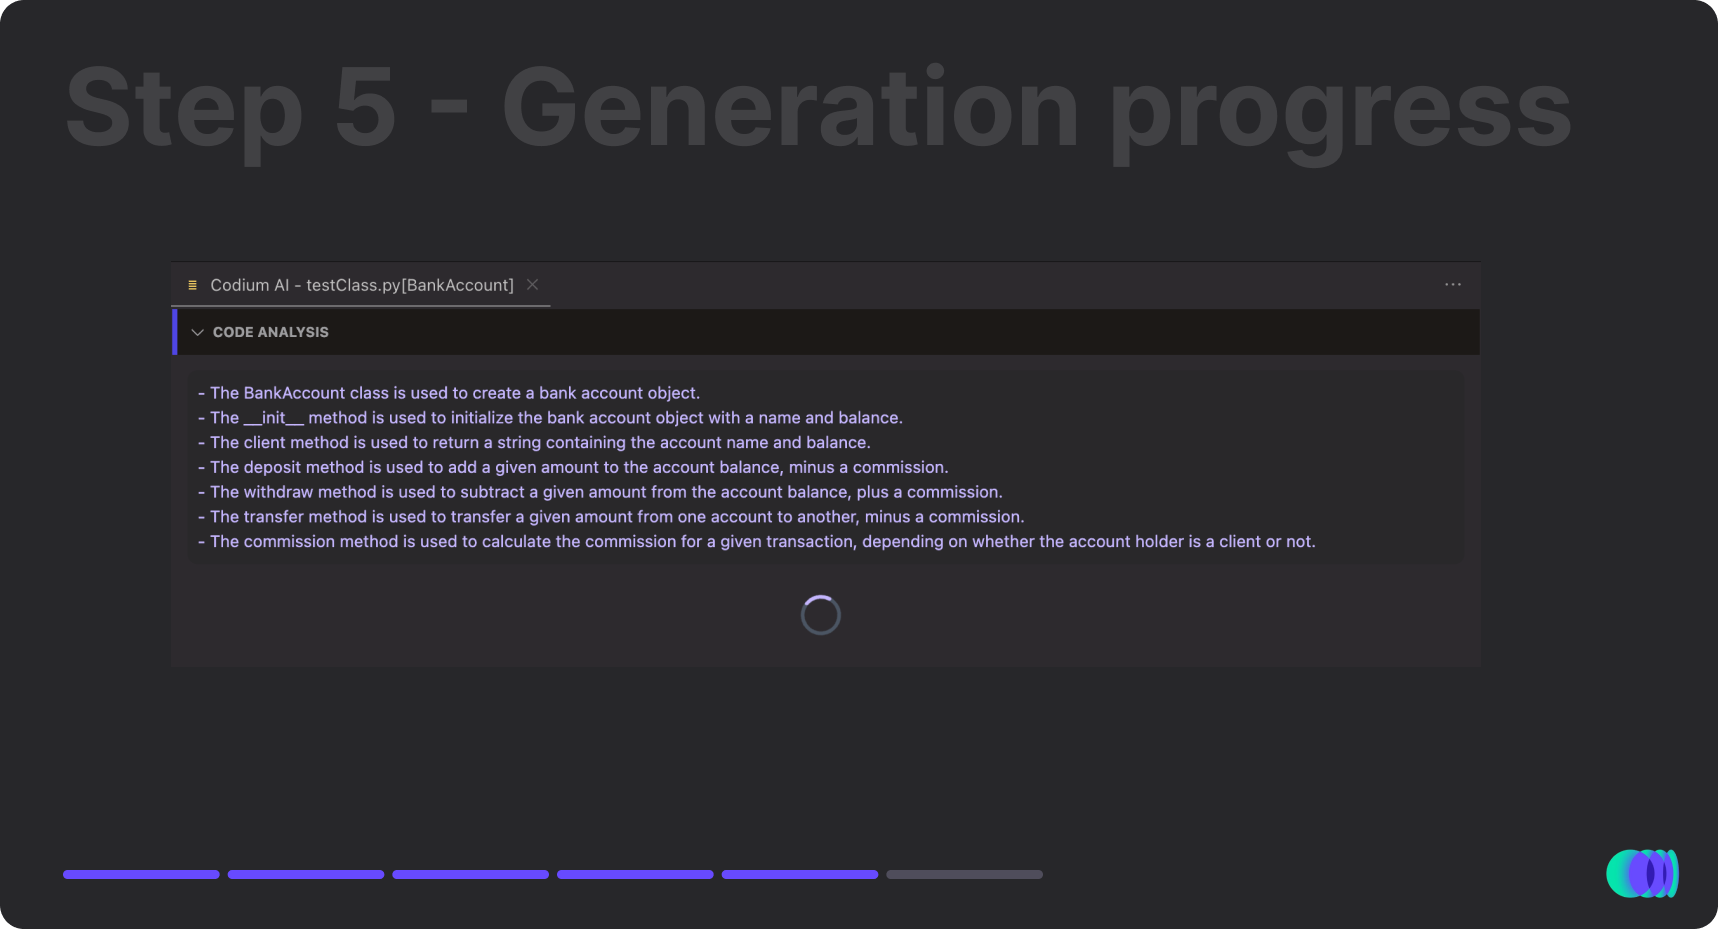 Step 5 - Generation progress
Codium AI - testClass.py[BankAccount]
CODE ANALYSIS
- The BankAccount class is used to create a bank account object.
- The __init__ method is used to initialize the bank account object with a name and balance.
- The client method is used to return a string containing the account name and balance.
- The deposit method is used to add a given amount to the account balance, minus a commission.
- The withdraw method is used to subtract a given amount from the account balance, plus a commission.
- The transfer method is used to transfer a given amount from one account to another, minus a commission.
- The commission method is used to calculate the commission for a given transaction, depending on whether the account holder is a client or not.